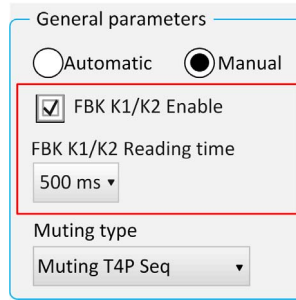 General parameters
Automatic Manual
FBK K1/K2 Enable
FBK K1/K2 Reading time
500 ms
Muting type
Muting T4P Seq